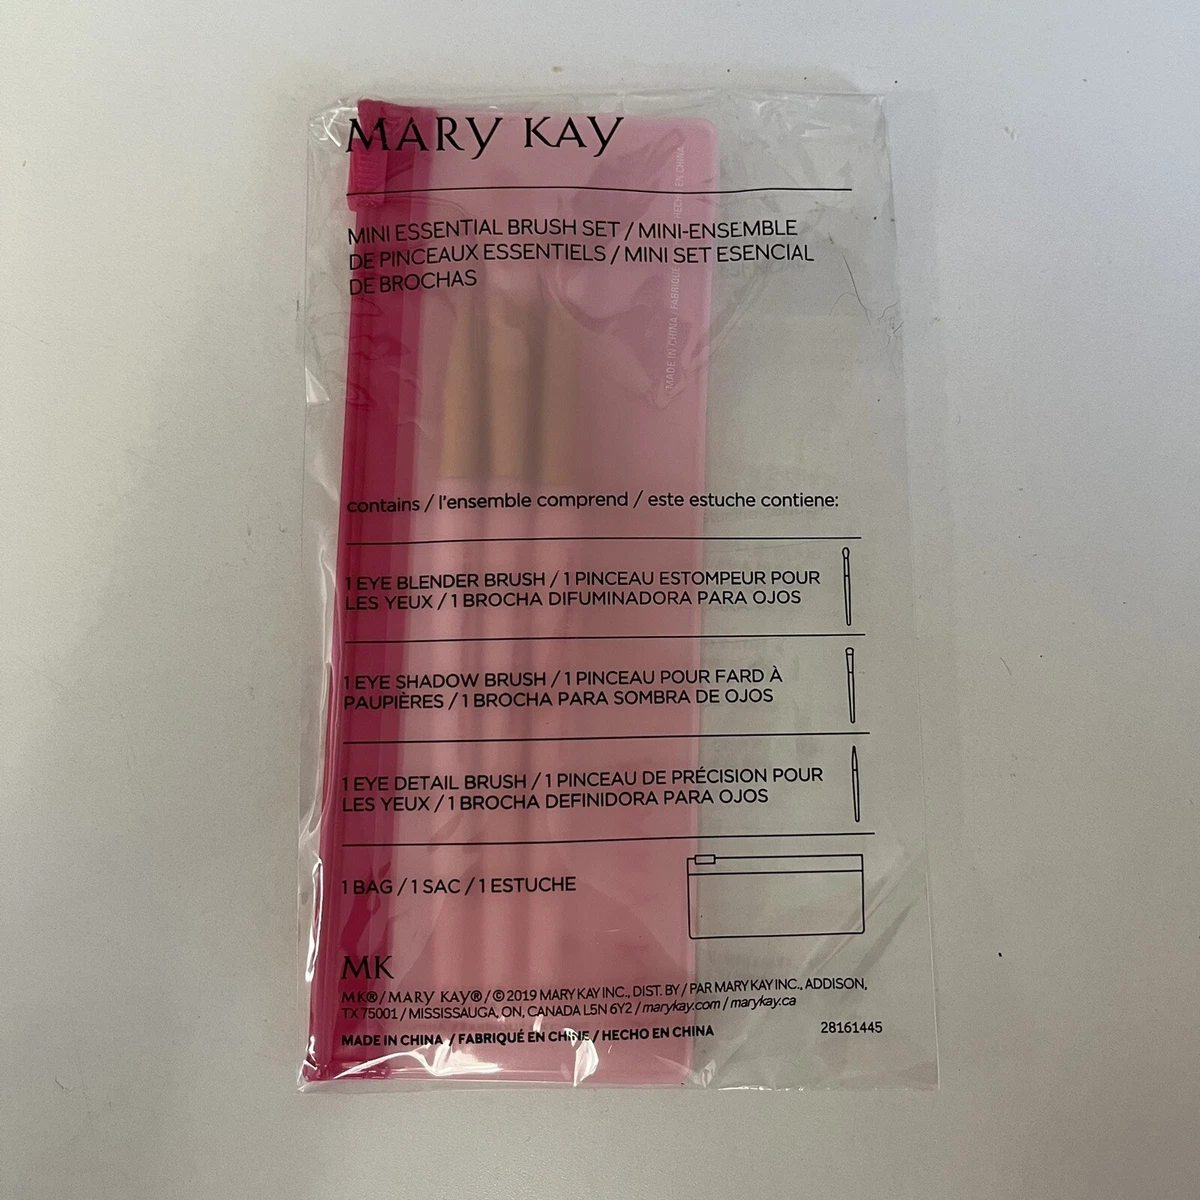 MARY KAY
MINI ESSENTIAL BRUSH SET / MINI-ENSEMBLE
DE PINCEAUX ESSENTIELS / MINI SET ESENCIAL
DE BROCHAS
MADE IN CHINA / FABRIQUÉ HECHO EN CHINA
contains / l'ensemble comprend / este estuche contiene:
1 EYE BLENDER BRUSH / 1 PINCEAU ESTOMPEUR POUR
LES YEUX / 1 BROCHA DIFUMINADORA PARA OJOS
1 EYE SHADOW BRUSH / 1 PINCEAU POUR FARD À
PAUPIÈRES / 1 BROCHA PARA SOMBRA DE OJOS
1 EYE DETAIL BRUSH / 1 PINCEAU DE PRÉCISION POUR
LES YEUX / 1 BROCHA DEFINIDORA PARA OJOS
1 BAG / 1 SAC / 1 ESTUCHE
MK
MK® / MARY KAY® / © 2019 MARY KAY INC., DIST. BY / PAR MARY KAY INC., ADDISON,
TX 75001 / MISSISSAUGA, ON, CANADA L5N 6Y2 / marykay.com / marykay.ca
MADE IN CHINA / FABRIQUÉ EN CHINE / HECHO EN CHINA
28161445